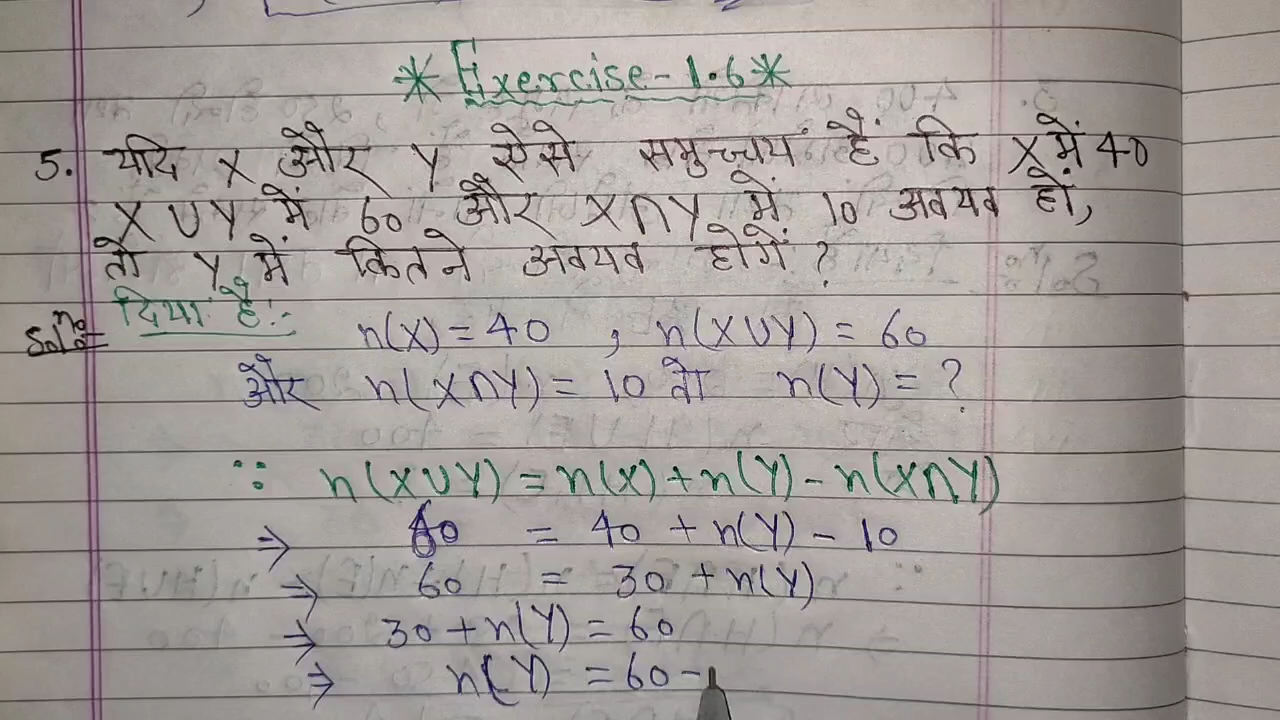 * Exercise - 1.6 *
5. यदि X और Y ऐसे समुच्चय हैं कि X में 40
X ∪ Y में 60 और X ∩ Y में 10 अवयव हों,
तो Y में कितने अवयव होगें ?
Solnः दिया है:-
n(X) = 40 , n(X∪Y) = 60
और n(X∩Y) = 10 तो n(Y) = ?
∵ n(X∪Y) = n(X) + n(Y) - n(X∩Y)
⇒ 60 = 40 + n(Y) - 10
⇒ 60 = 30 + n(Y)
⇒ 30 + n(Y) = 60
⇒ n(Y) = 60 -